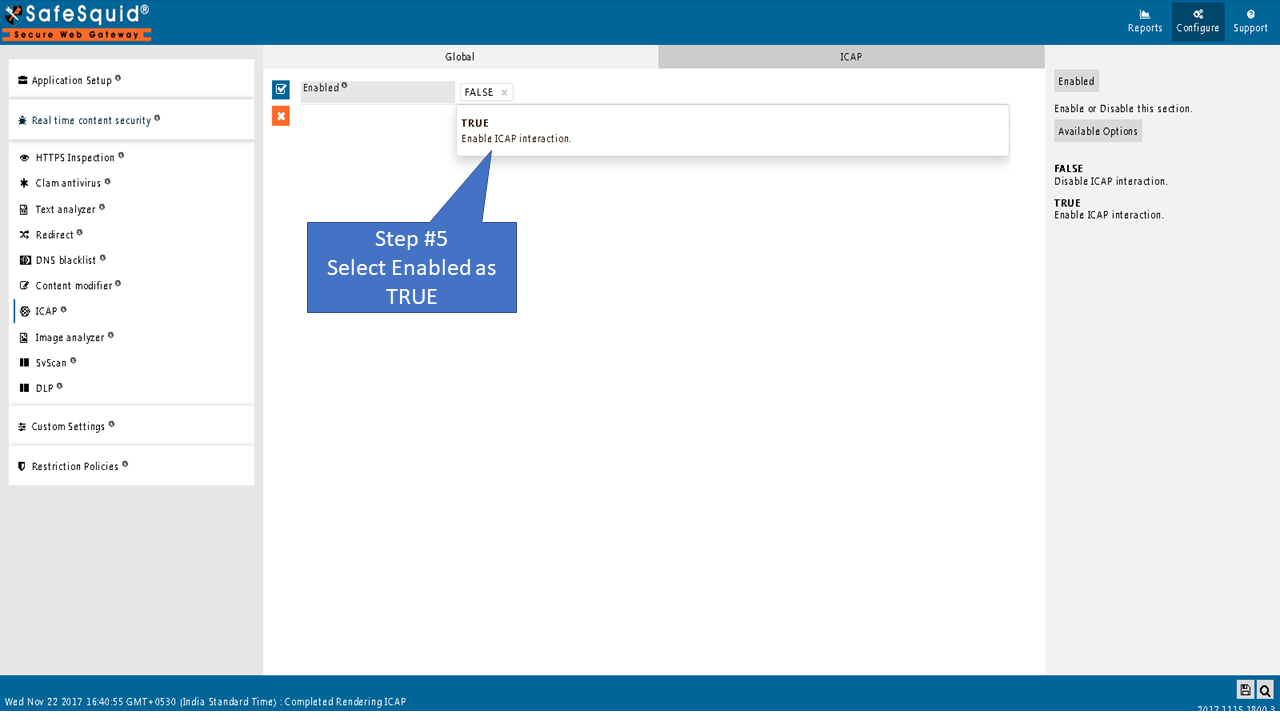 SafeSquid®
Secure Web Gateway
Reports
Configure
Support
Application Setup
Real time content security
HTTPS Inspection
Clam antivirus
Text analyzer
Redirect
DNS blacklist
Content modifier
ICAP
Image analyzer
SvScan
DLP
Custom Settings
Restriction Policies
Global
ICAP
Enabled
FALSE ×
TRUE
Enable ICAP interaction.
Step #5
Select Enabled as
TRUE
Enabled
Enable or Disable this section.
Available Options
FALSE
Disable ICAP interaction.
TRUE
Enable ICAP interaction.
Wed Nov 22 2017 16:40:55 GMT+0530 (India Standard Time) : Completed Rendering ICAP
2017.1115.1800.3